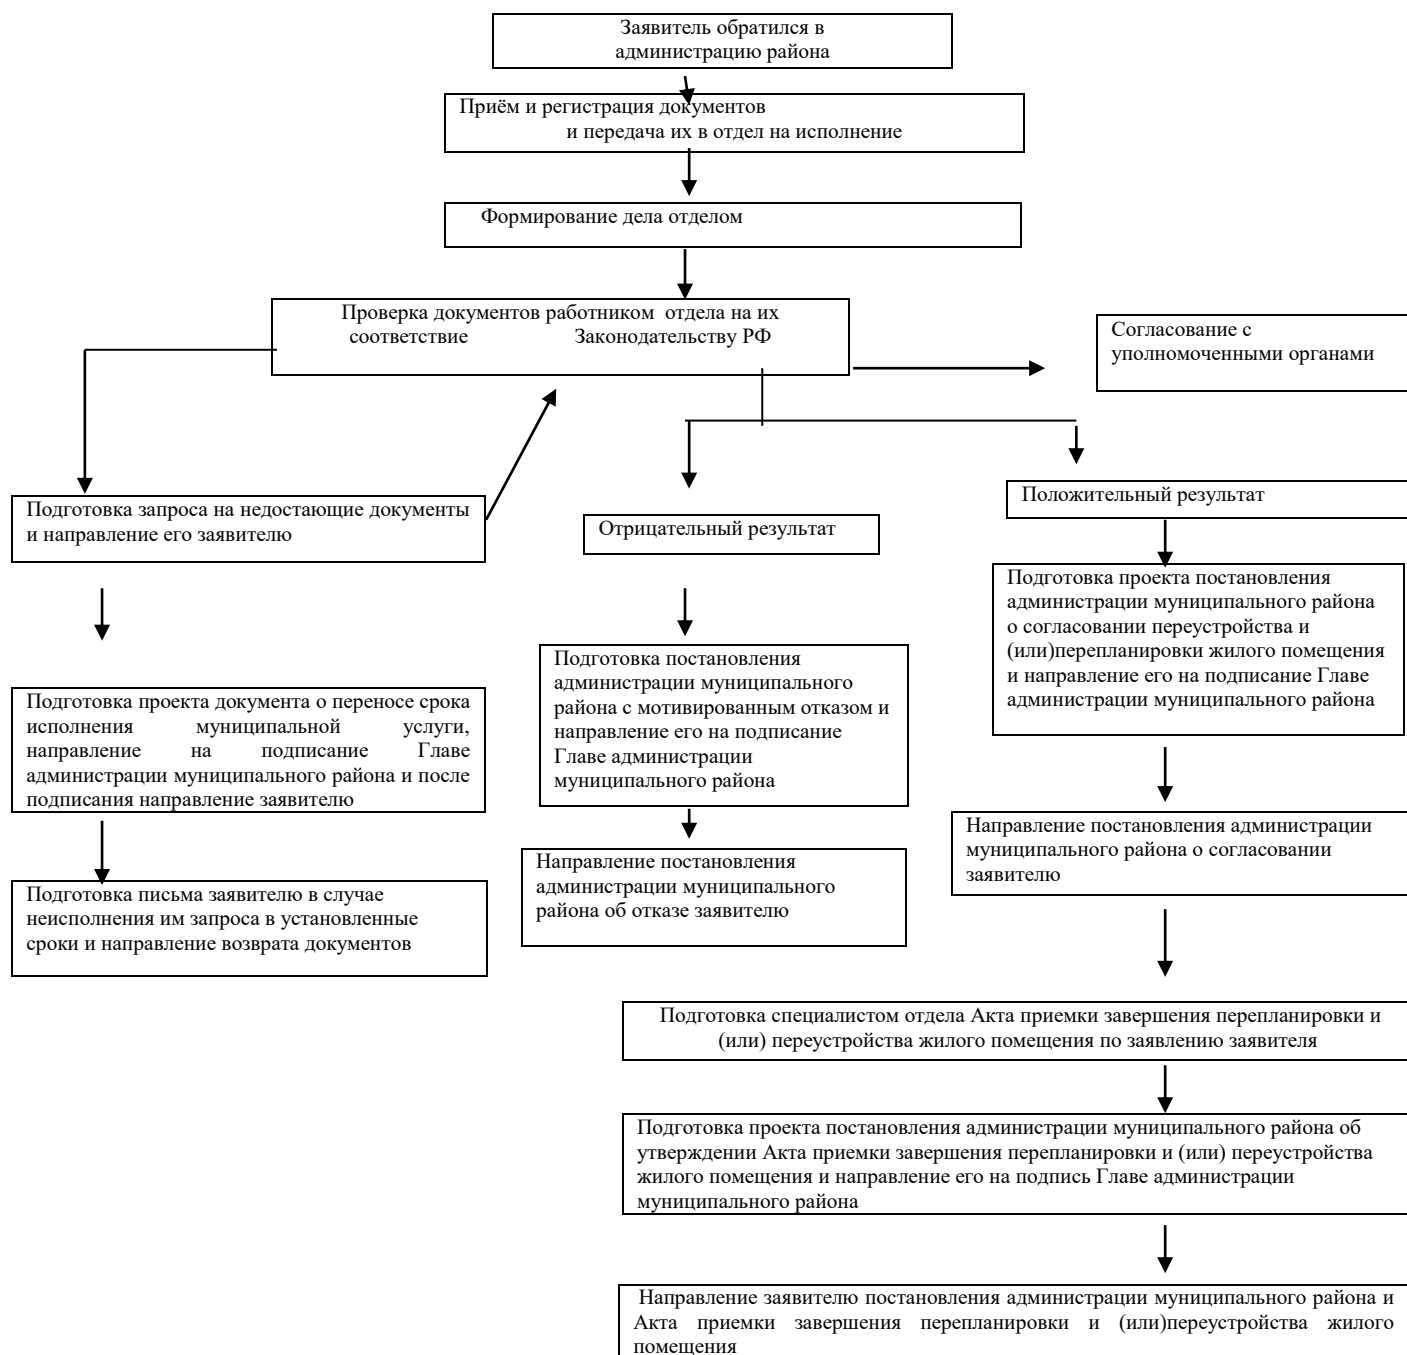 Заявитель обратился в
администрацию района
Приём и регистрация документов
и передача их в отдел на исполнение
Формирование дела отделом
Проверка документов работником отдела на их
соответствие Законодательству РФ
Согласование с
уполномоченными органами
Подготовка запроса на недостающие документы
и направление его заявителю
Отрицательный результат
Положительный результат
Подготовка проекта постановления
администрации муниципального района
о согласовании переустройства и
(или)перепланировки жилого помещения
и направление его на подписание Главе
администрации муниципального района
Подготовка постановления
администрации муниципального
района с мотивированным отказом и
направление его на подписание
Главе администрации
муниципального района
Подготовка проекта документа о переносе срока
исполнения муниципальной услуги,
направление на подписание Главе
администрации муниципального района и после
подписания направление заявителю
Направление постановления администрации
муниципального района о согласовании
заявителю
Направление постановления
администрации муниципального
района об отказе заявителю
Подготовка письма заявителю в случае
неисполнения им запроса в установленные
сроки и направление возврата документов
Подготовка специалистом отдела Акта приемки завершения перепланировки и
(или) переустройства жилого помещения по заявлению заявителя
Подготовка проекта постановления администрации муниципального района об
утверждении Акта приемки завершения перепланировки и (или) переустройства
жилого помещения и направление его на подпись Главе администрации
муниципального района
Направление заявителю постановления администрации муниципального района и
Акта приемки завершения перепланировки и (или)переустройства жилого
помещения